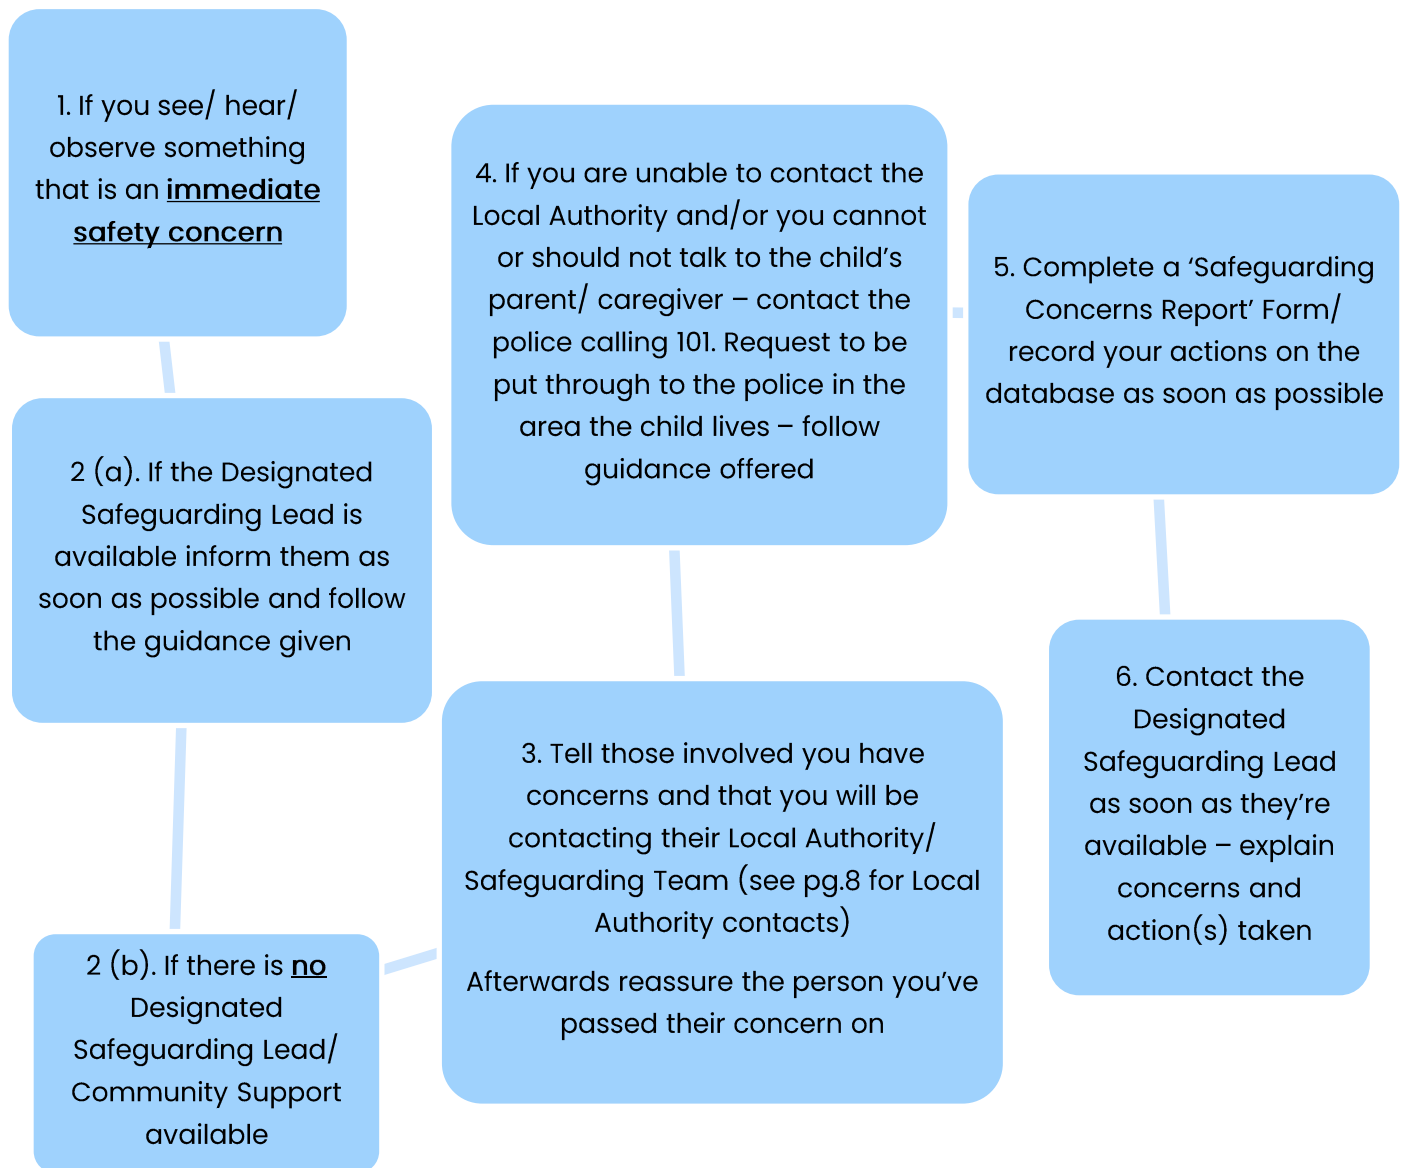 1. If you see/ hear/
observe something
that is an immediate
safety concern
2 (a). If the Designated
Safeguarding Lead is
available inform them as
soon as possible and follow
the guidance given
2 (b). If there is no
Designated
Safeguarding Lead/
Community Support
available
3. Tell those involved you have
concerns and that you will be
contacting their Local Authority/
Safeguarding Team (see pg.8 for Local
Authority contacts)
Afterwards reassure the person you’ve
passed their concern on
4. If you are unable to contact the
Local Authority and/or you cannot
or should not talk to the child’s
parent/ caregiver – contact the
police calling 101. Request to be
put through to the police in the
area the child lives – follow
guidance offered
5. Complete a ‘Safeguarding
Concerns Report’ Form/
record your actions on the
database as soon as possible
6. Contact the
Designated
Safeguarding Lead
as soon as they’re
available – explain
concerns and
action(s) taken